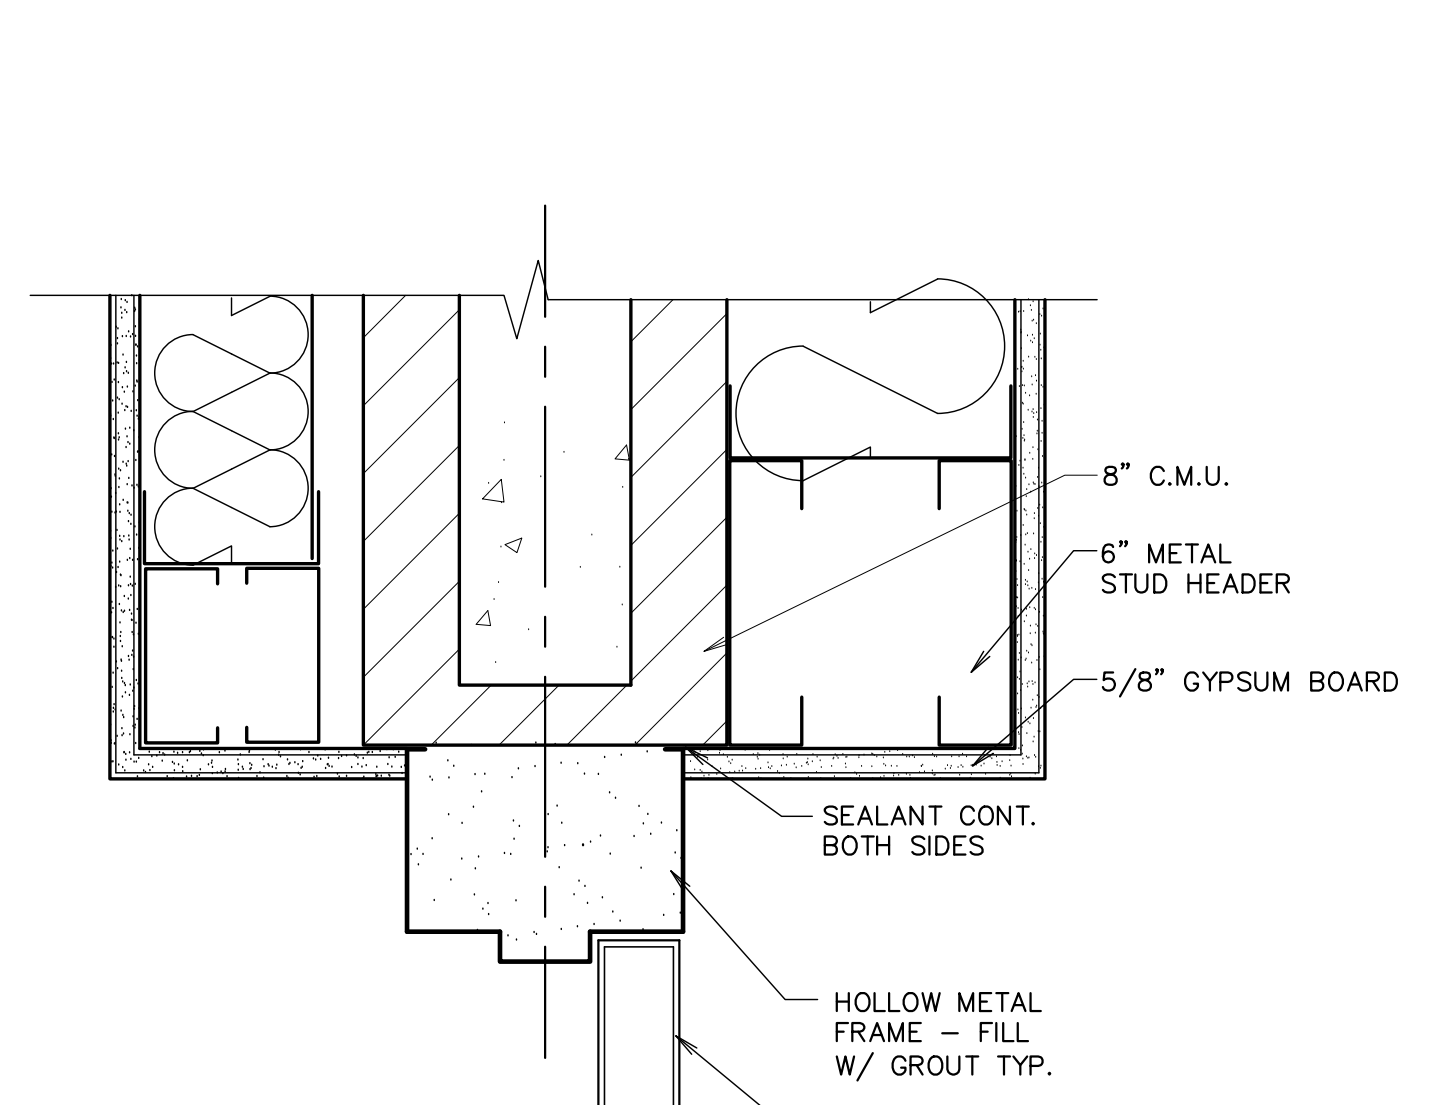 8” C.M.U.
6” METAL
STUD HEADER
5/8” GYPSUM BOARD
SEALANT CONT.
BOTH SIDES
HOLLOW METAL
FRAME – FILL
W/ GROUT TYP.